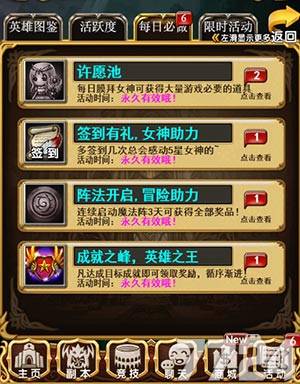 英雄图鉴 活跃度 每日必做 6 限时活动
←左滑显示更多 返回
许愿池
每日膜拜女神可获得大量游戏必要的道具
活动时间：永久有效哦！
2
点击查看
签到
签到有礼，女神助力
多签到几次总会感动5星女神的~
活动时间：永久有效哦！
1
点击查看
阵法开启，冒险助力
连续启动魔法阵3天可获得全部奖品！
活动时间：永久有效哦！
1
点击查看
成就之峰，英雄之王
凡达成目标成就即可领取奖励，循序渐进！
活动时间：永久有效哦！
1
点击查看
New 6
主页 副本 竞技 聊天 商城 活动